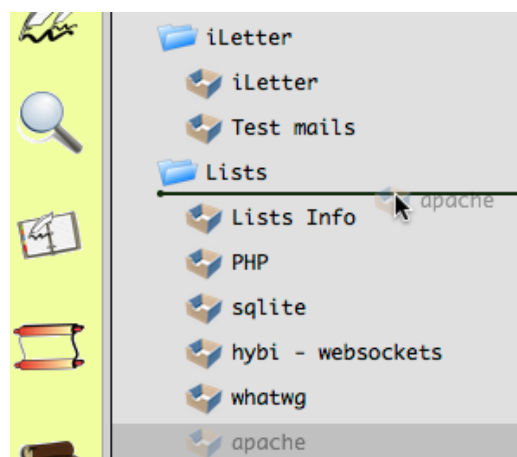 iLetter
iLetter
Test mails
Lists
apache
Lists Info
PHP
sqlite
hybi - websockets
whatwg
apache